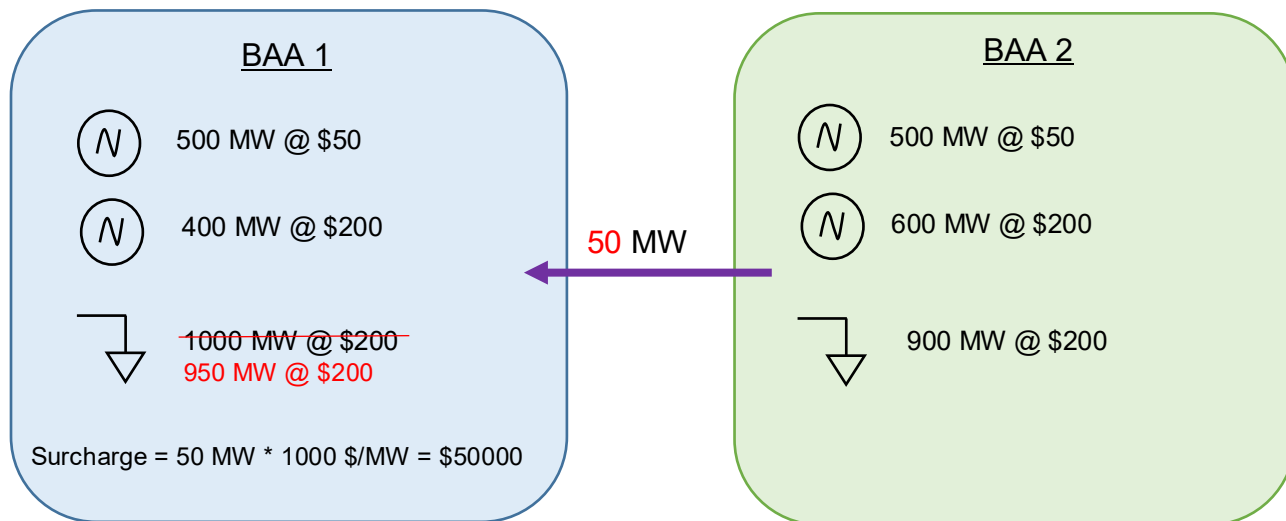 BAA 1
500 MW @ $50
400 MW @ $200
1000 MW @ $200
950 MW @ $200
Surcharge = 50 MW * 1000 $/MW = $50000
50 MW
BAA 2
500 MW @ $50
600 MW @ $200
900 MW @ $200